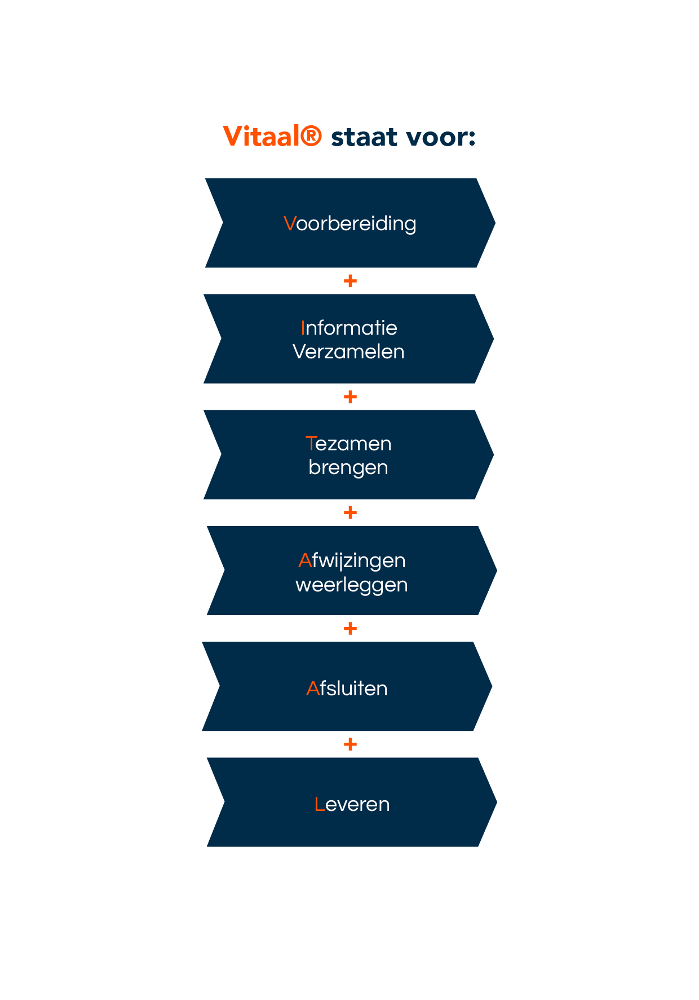 Vitaal® staat voor:
Voorbereiding
+
Informatie
Verzamelen
+
Tezamen
brengen
+
Afwijzingen
weerleggen
+
Afsluiten
+
Leveren